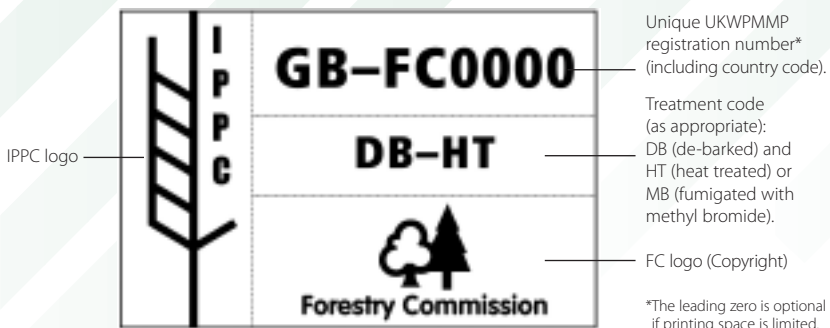 IPPC logo
I
P
P
C
GB–FC0000
DB–HT
Forestry Commission
Unique UKWPMMP
registration number*
(including country code).
Treatment code
(as appropriate):
DB (de-barked) and
HT (heat treated) or
MB (fumigated with
methyl bromide).
FC logo (Copyright)
*The leading zero is optional
if printing space is limited.